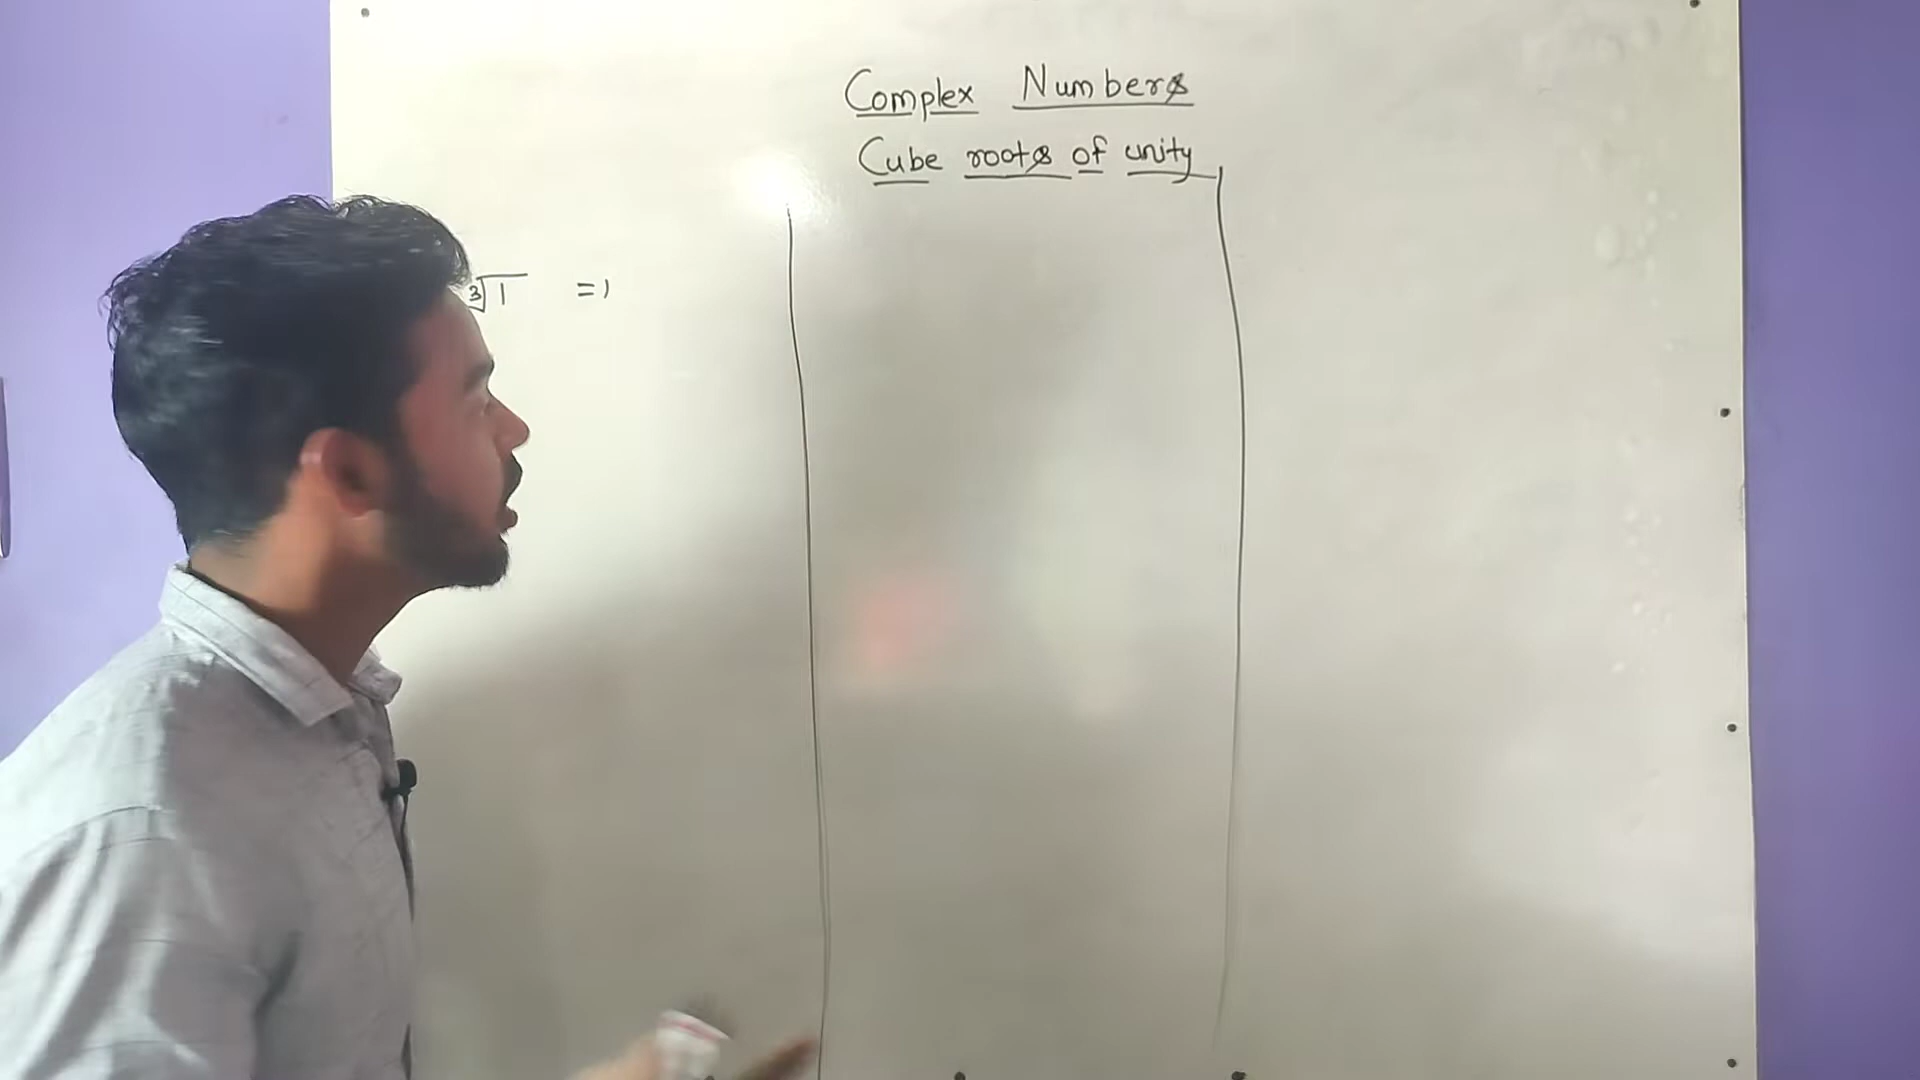 Complex Numbers
Cube roots of unity
∛1 = 1